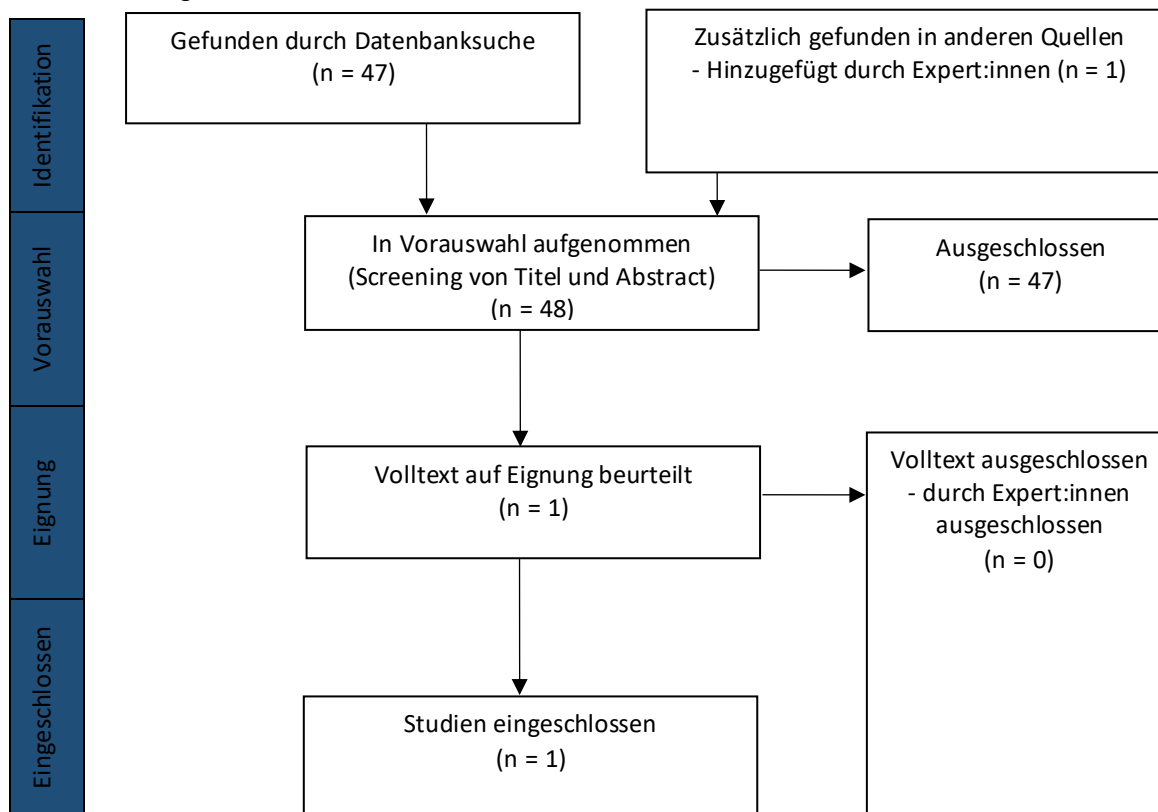 Identifikation
Gefunden durch Datenbanksuche
(n = 47)
Zusätzlich gefunden in anderen Quellen
- Hinzugefügt durch Expert:innen (n = 1)
Vorauswahl
In Vorauswahl aufgenommen
(Screening von Titel und Abstract)
(n = 48)
Ausgeschlossen
(n = 47)
Eignung
Volltext auf Eignung beurteilt
(n = 1)
Volltext ausgeschlossen
- durch Expert:innen
ausgeschlossen
(n = 0)
Eingeschlossen
Studien eingeschlossen
(n = 1)